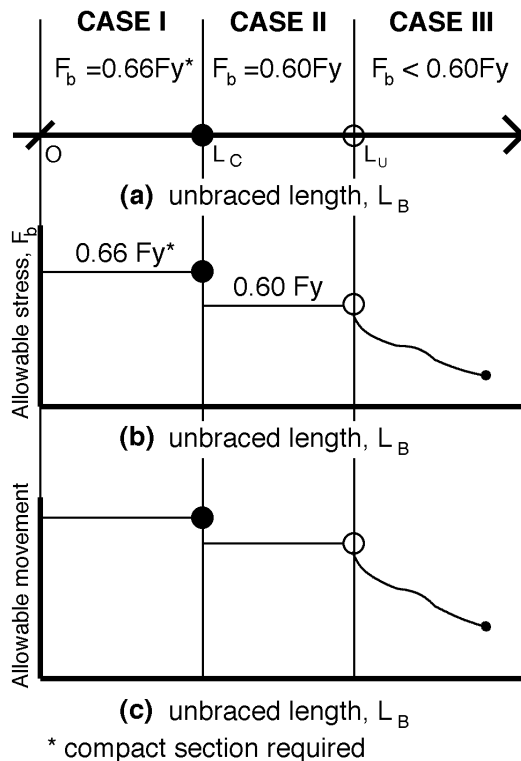 CASE I CASE II CASE III
F_b =0.66Fy* F_b =0.60Fy F_b < 0.60Fy
O L_C L_U
(a) unbraced length, L_B
Allowable stress, F_b
0.66 Fy*
0.60 Fy
(b) unbraced length, L_B
Allowable movement
(c) unbraced length, L_B
* compact section required